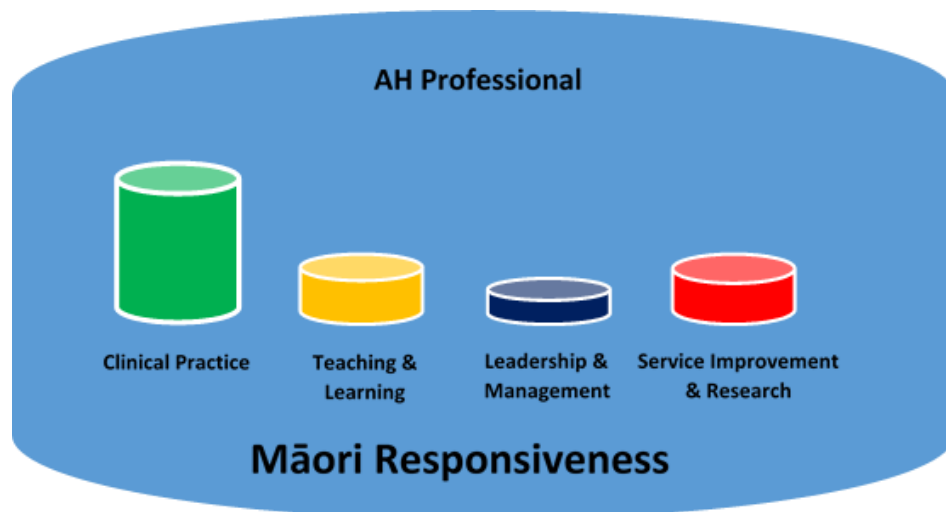 AH Professional
Clinical Practice
Teaching &
Learning
Leadership &
Management
Service Improvement
& Research
Māori Responsiveness